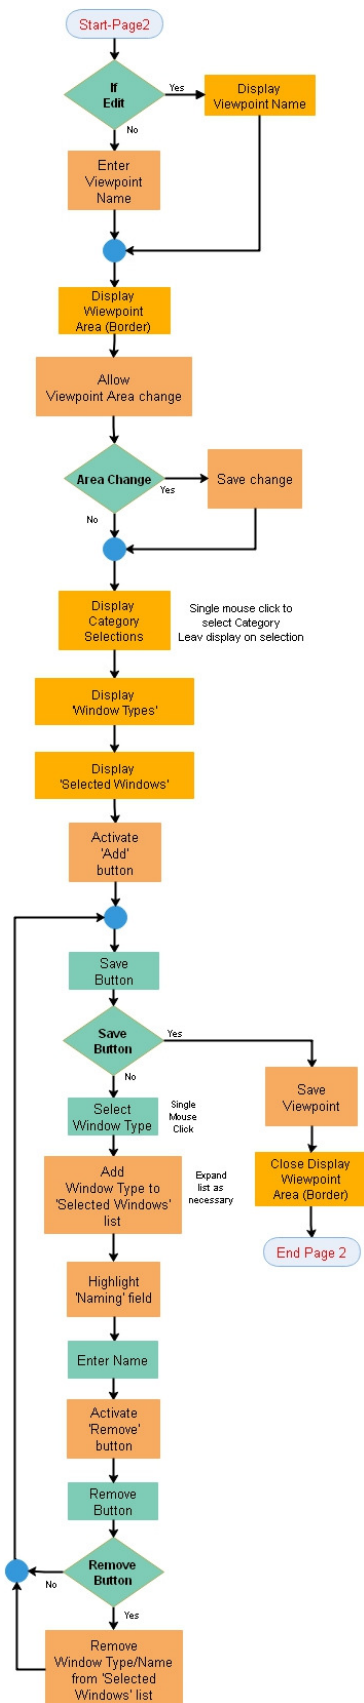 Start-Page2
If
Edit
Yes
Display
Viewpoint Name
No
Enter
Viewpoint
Name
Display
Wiewpoint
Area (Border)
Allow
Viewpoint Area change
Area Change
Yes
Save change
No
Display
Category
Selections
Single mouse click to
select Category
Leav display on selection
Display
'Window Types'
Display
'Selected Windows'
Activate
'Add'
button
Save
Button
Save
Button
Yes
No
Save
Viewpoint
Select
Window Type
Single
Mouse
Click
Close Display
Wiewpoint
Area (Border)
Add
Window Type to
'Selected Windows'
list
Expand
list as
necessary
End Page 2
Highlight
'Naming' field
Enter Name
Activate
'Remove'
button
Remove
Button
Remove
Button
No
Yes
Remove
Window Type/Name
from 'Selected
Windows' list